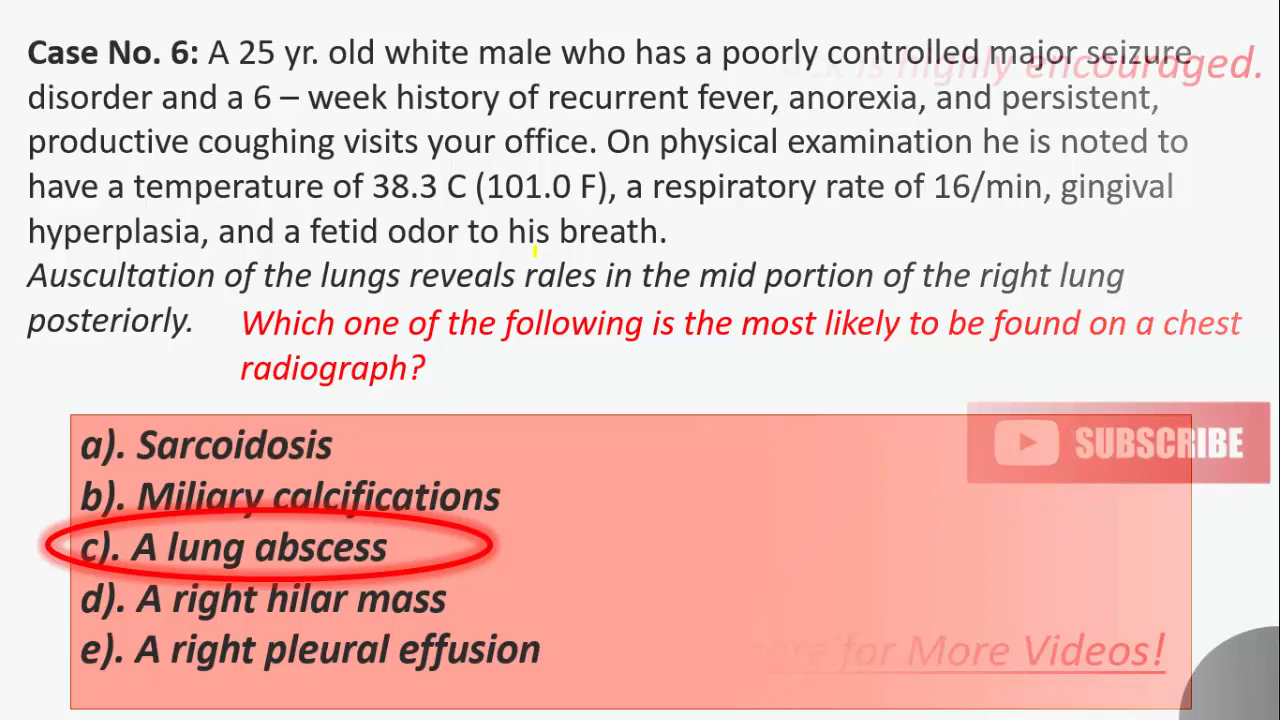 Case No. 6: A 25 yr. old white male who has a poorly controlled major seizure
is highly encouraged.
disorder and a 6 – week history of recurrent fever, anorexia, and persistent,
productive coughing visits your office. On physical examination he is noted to
have a temperature of 38.3 C (101.0 F), a respiratory rate of 16/min, gingival
hyperplasia, and a fetid odor to his breath.
Auscultation of the lungs reveals rales in the mid portion of the right lung
posteriorly.
Which one of the following is the most likely to be found on a chest
radiograph?
a). Sarcoidosis
SUBSCRIBE
b). Miliary calcifications
c). A lung abscess
d). A right hilar mass
e). A right pleural effusion
for More Videos!